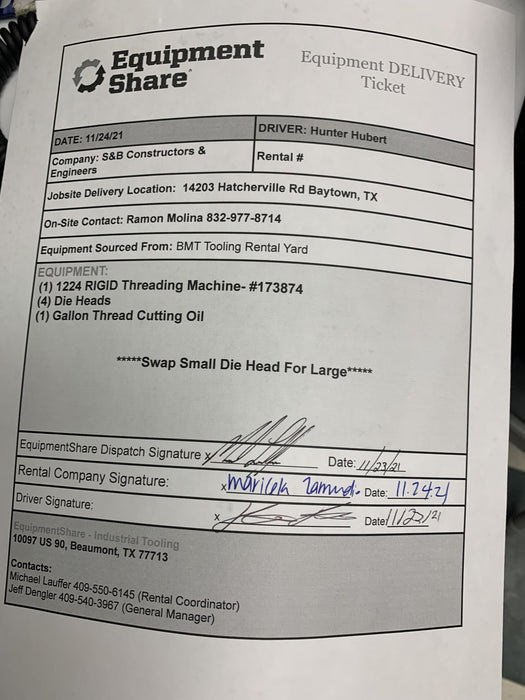 Equipment
Share
Equipment DELIVERY
Ticket
DATE: 11/24/21
DRIVER: Hunter Hubert
Company: S&B Constructors &
Engineers
Rental #
Jobsite Delivery Location: 14203 Hatcherville Rd Baytown, TX
On-Site Contact: Ramon Molina 832-977-8714
Equipment Sourced From: BMT Tooling Rental Yard
EQUIPMENT:
(1) 1224 RIGID Threading Machine- #173874
(4) Die Heads
(1) Gallon Thread Cutting Oil
*****Swap Small Die Head For Large*****
EquipmentShare Dispatch Signature x Date: 11/23/21
Rental Company Signature: x Date: 11.24.21
Driver Signature: x Date 11/23/21
EquipmentShare - Industrial Tooling
10097 US 90, Beaumont, TX 77713
Contacts:
Michael Lauffer 409-550-6145 (Rental Coordinator)
Jeff Dengler 409-540-3967 (General Manager)